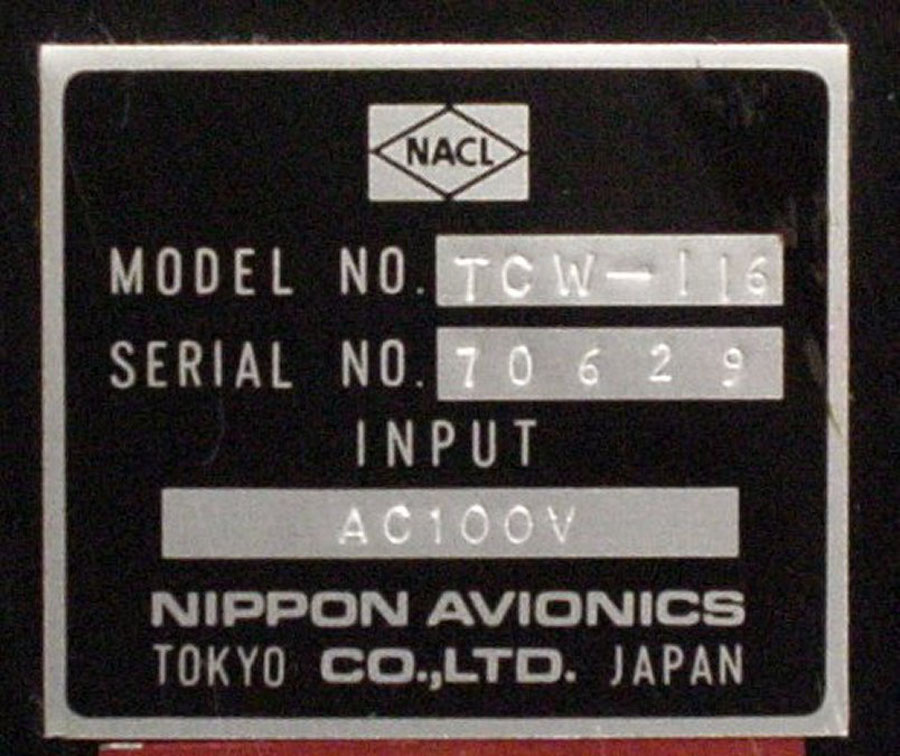 NACL
MODEL NO. TCW-116
SERIAL NO. 70629
INPUT
AC100V
NIPPON AVIONICS
TOKYO CO.,LTD. JAPAN